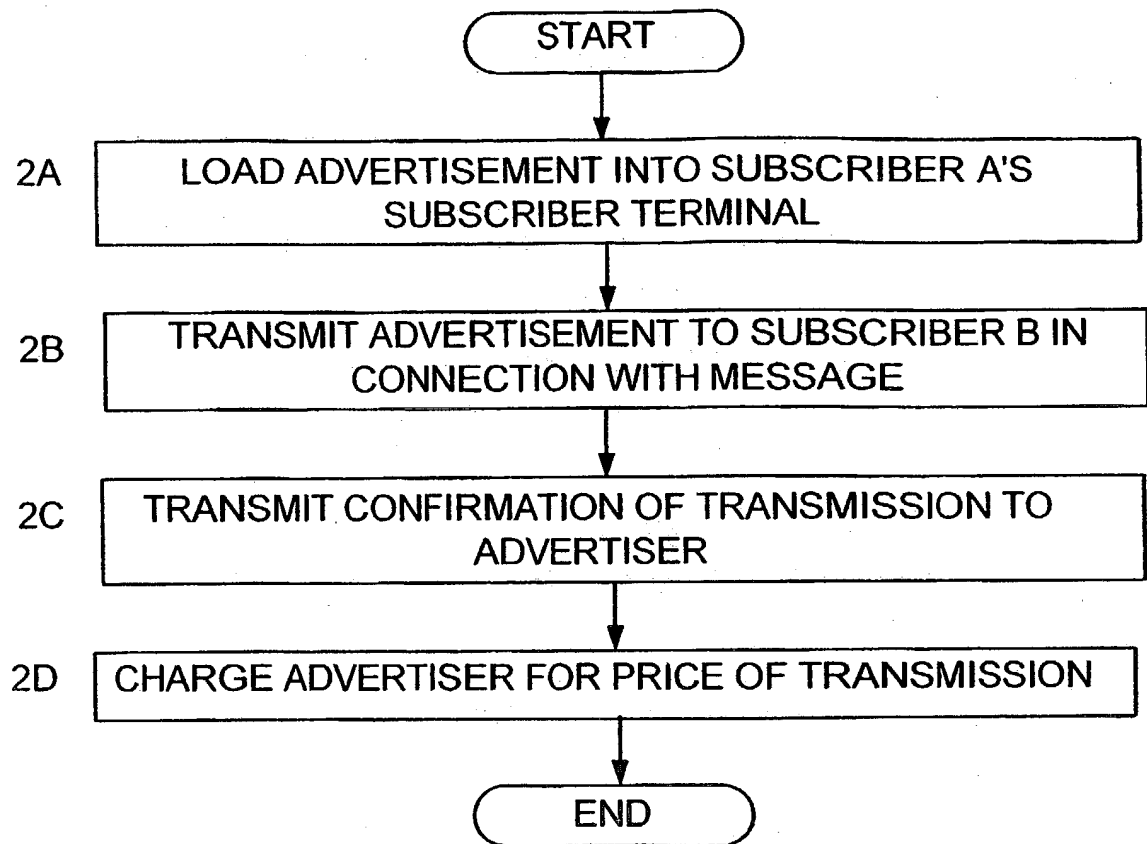 START
2A
LOAD ADVERTISEMENT INTO SUBSCRIBER A'S
SUBSCRIBER TERMINAL
2B
TRANSMIT ADVERTISEMENT TO SUBSCRIBER B IN
CONNECTION WITH MESSAGE
2C
TRANSMIT CONFIRMATION OF TRANSMISSION TO
ADVERTISER
2D
CHARGE ADVERTISER FOR PRICE OF TRANSMISSION
END